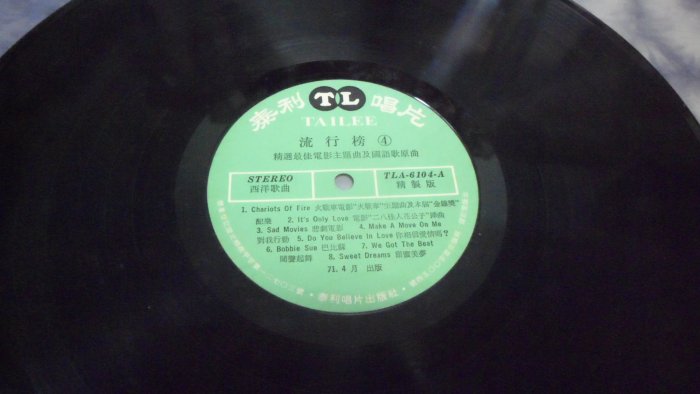 泰利 TL 唱片
TAILEE
流行榜 ④
精選最佳電影主題曲及國語歌原曲
STEREO
西洋歌曲
TLA-6104-A
精製版
1. Chariots Of Fire 火戰車電影"火戰車"主題曲及本屆"金像獎"
配樂 2. It's Only Love 電影"二八佳人花公子"歌曲
3. Sad Movies 悲劇電影 4. Make A Move On Me
對我行動 5. Do You Believe In Love 你相信愛情嗎?
6. Bobbie Sue 巴比蘇 7. We Got The Beat
聞聲起舞 8. Sweet Dreams 甜蜜美夢
71. 4 月 出版
泰利唱片出版社